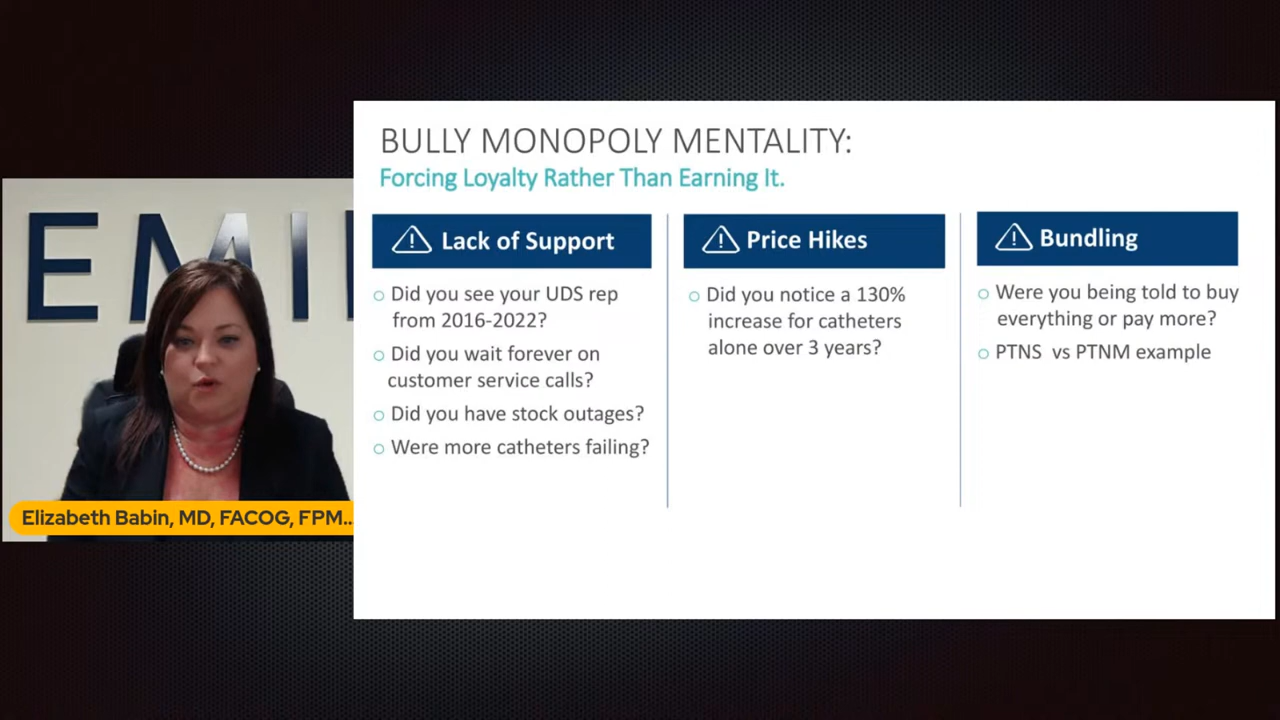 BULLY MONOPOLY MENTALITY:
Forcing Loyalty Rather Than Earning It.
Lack of Support
Did you see your UDS rep
from 2016-2022?
Did you wait forever on
customer service calls?
Did you have stock outages?
Were more catheters failing?
Price Hikes
Did you notice a 130%
increase for catheters
alone over 3 years?
Bundling
Were you being told to buy
everything or pay more?
PTNS vs PTNM example
EMI
Elizabeth Babin, MD, FACOG, FPM...